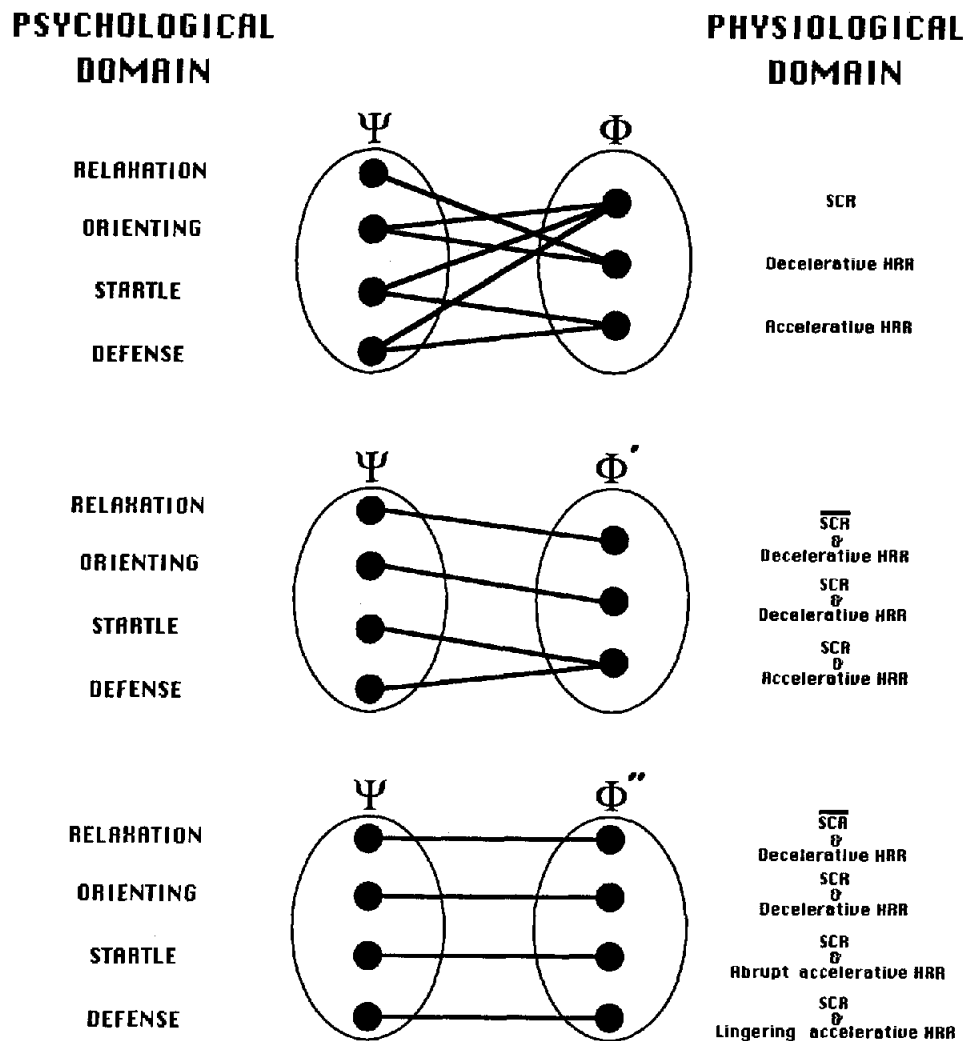 PSYCHOLOGICAL
DOMAIN
PHYSIOLOGICAL
DOMAIN
Ψ
Φ
RELAXATION
ORIENTING
STARTLE
DEFENSE
SCR
Decelerative HRR
Accelerative HRR
Ψ
Φ′
RELAXATION
ORIENTING
STARTLE
DEFENSE
S̅C̅R̅
&
Decelerative HRR
SCR
&
Decelerative HRR
SCR
&
Accelerative HRR
Ψ
Φ″
RELAXATION
ORIENTING
STARTLE
DEFENSE
S̅C̅R̅
&
Decelerative HRR
SCR
&
Decelerative HRR
SCR
&
Abrupt accelerative HRR
SCR
&
Lingering accelerative HRR